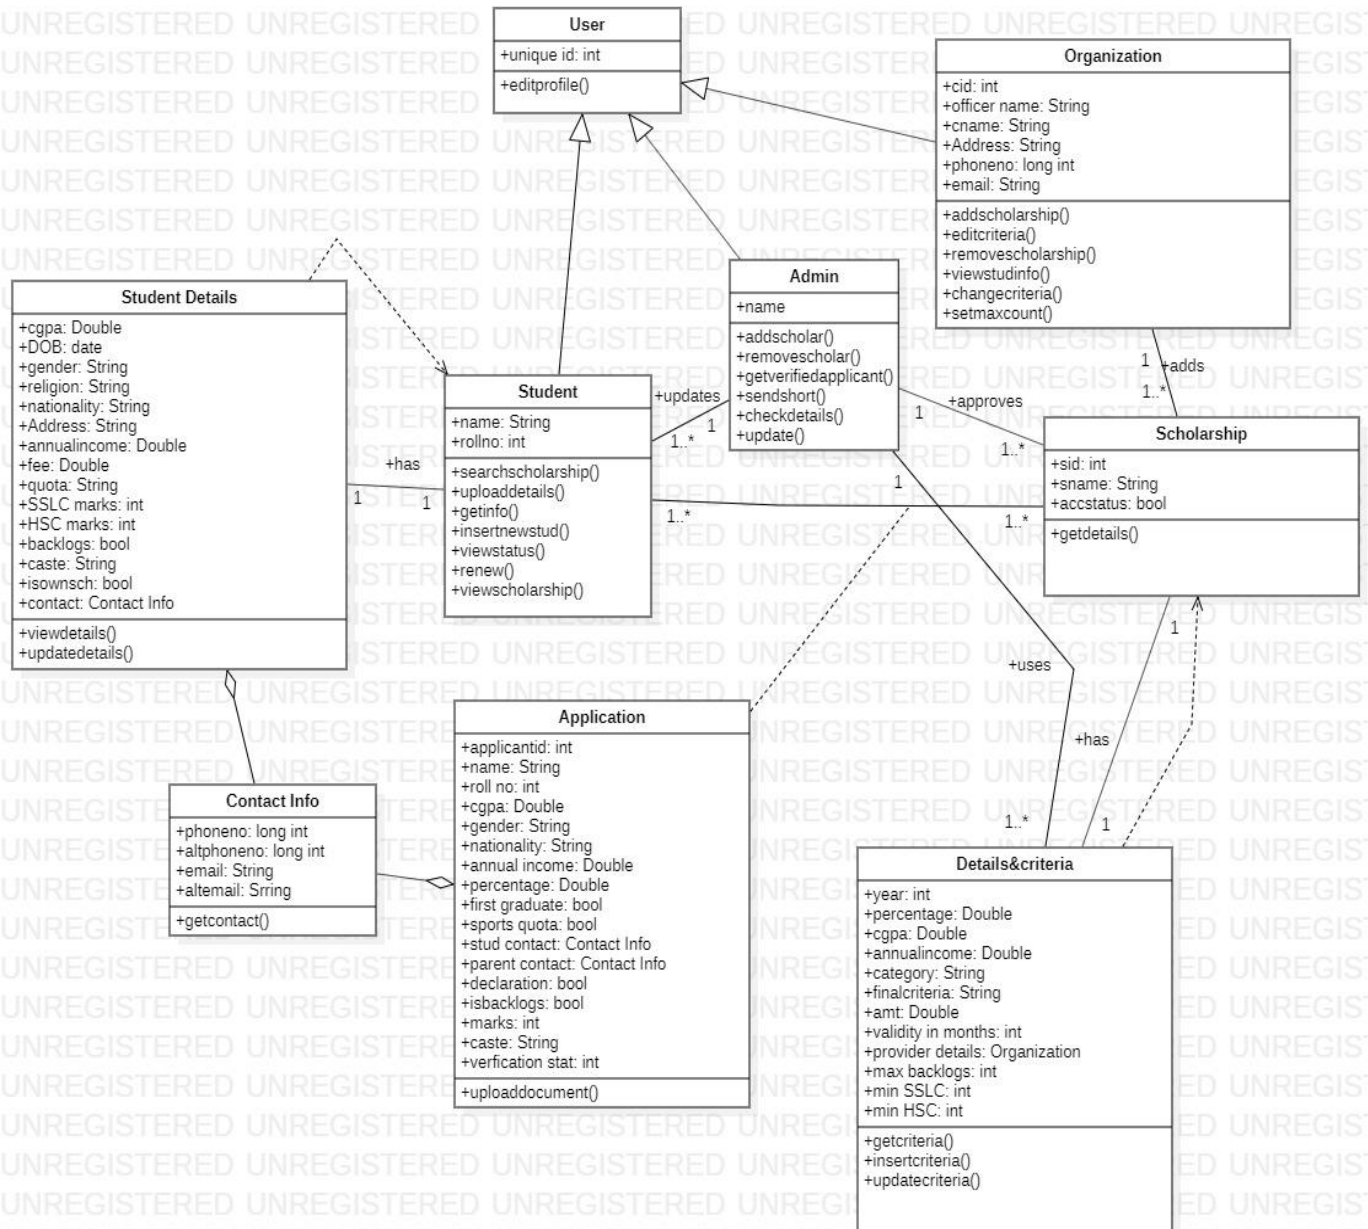 User
+unique id: int
+editprofile()
Organization
+cid: int
+officer name: String
+cname: String
+Address: String
+phoneno: long int
+email: String
+addscholarship()
+editcriteria()
+removescholarship()
+viewstudinfo()
+changecriteria()
+setmaxcount()
Student Details
+cgpa: Double
+DOB: date
+gender: String
+religion: String
+nationality: String
+Address: String
+annualincome: Double
+fee: Double
+quota: String
+SSLC marks: int
+HSC marks: int
+backlogs: bool
+caste: String
+isownsch: bool
+contact: Contact Info
+viewdetails()
+updatedetails()
+has
1
1
Student
+name: String
+rollno: int
+searchscholarship()
+uploaddetails()
+getinfo()
+insertnewstud()
+viewstatus()
+renew()
+viewscholarship()
+updates
1
1..*
Admin
+name
+addscholar()
+removescholar()
+getverifiedapplicant()
+sendshort()
+checkdetails()
+update()
+approves
1
1..*
1
+adds
1..*
Scholarship
+sid: int
+sname: String
+accstatus: bool
+getdetails()
1..*
1..*
1
+uses
1..*
1
+has
1
Contact Info
+phoneno: long int
+altphoneno: long int
+email: String
+altemail: Srring
+getcontact()
Application
+applicantid: int
+name: String
+roll no: int
+cgpa: Double
+gender: String
+nationality: String
+annual income: Double
+percentage: Double
+first graduate: bool
+sports quota: bool
+stud contact: Contact Info
+parent contact: Contact Info
+declaration: bool
+isbacklogs: bool
+marks: int
+caste: String
+verfication stat: int
+uploaddocument()
Details&criteria
+year: int
+percentage: Double
+cgpa: Double
+annualincome: Double
+category: String
+finalcriteria: String
+amt: Double
+validity in months: int
+provider details: Organization
+max backlogs: int
+min SSLC: int
+min HSC: int
+getcriteria()
+insertcriteria()
+updatecriteria()
UNREGISTERED